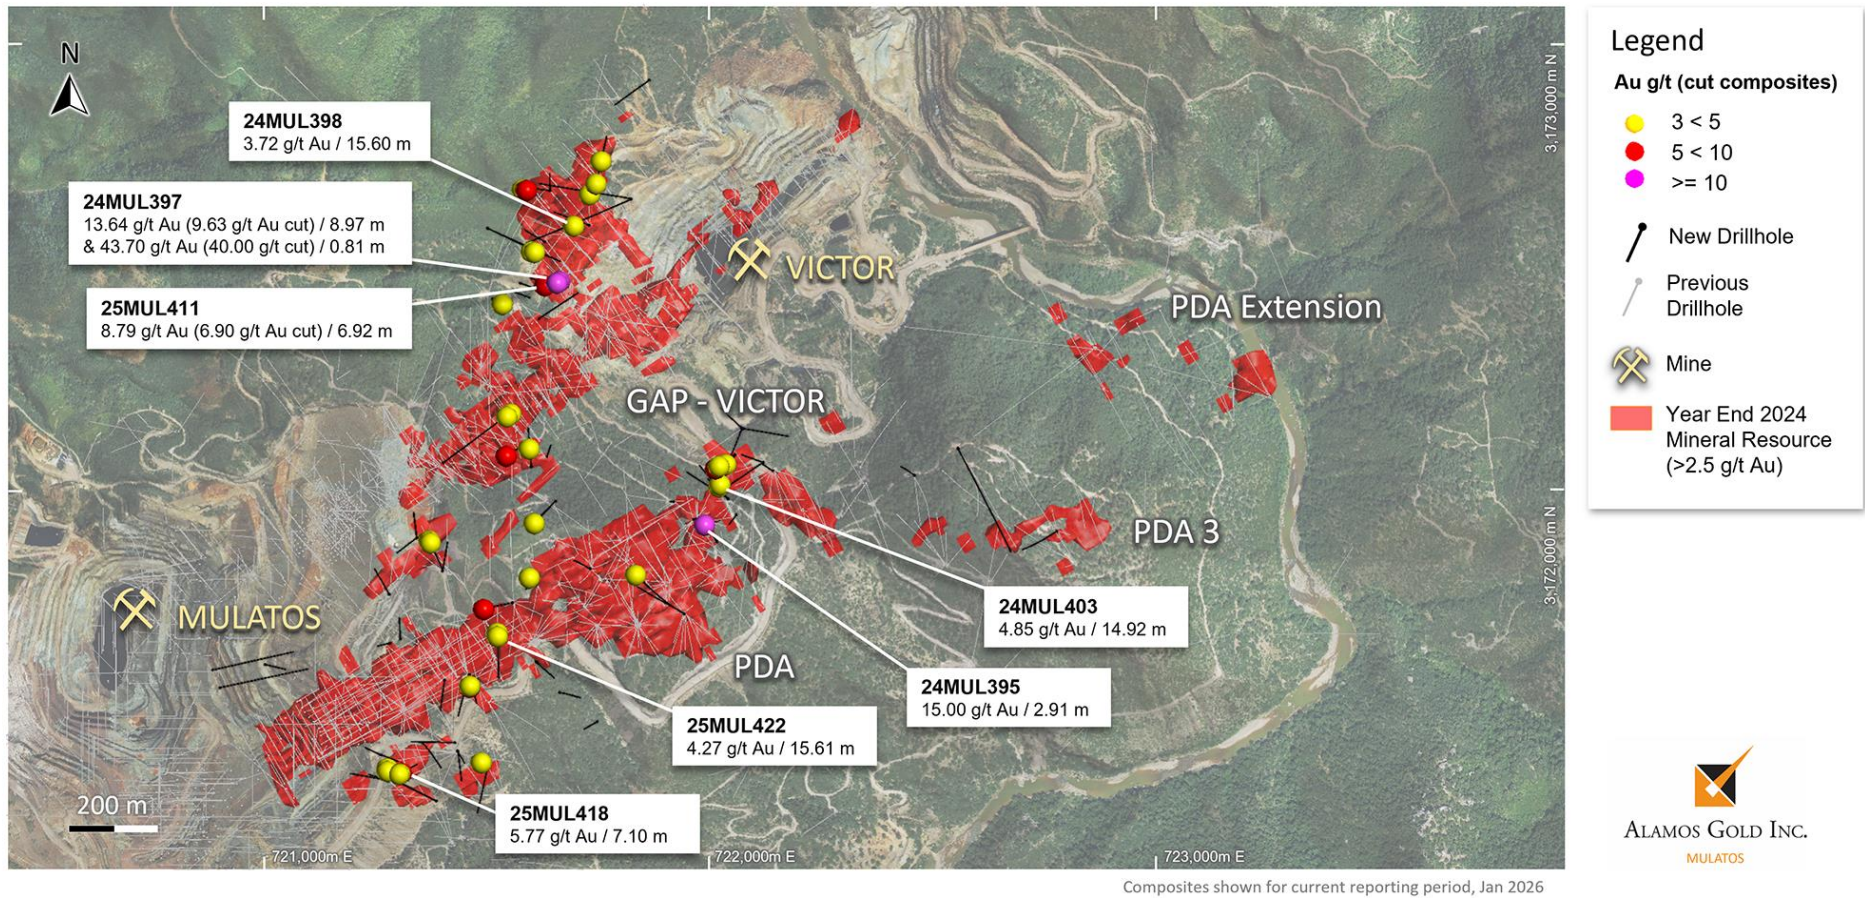 N
24MUL398
3.72 g/t Au / 15.60 m
24MUL397
13.64 g/t Au (9.63 g/t Au cut) / 8.97 m
& 43.70 g/t Au (40.00 g/t cut) / 0.81 m
25MUL411
8.79 g/t Au (6.90 g/t Au cut) / 6.92 m
VICTOR
PDA Extension
GAP - VICTOR
PDA 3
MULATOS
PDA
24MUL403
4.85 g/t Au / 14.92 m
24MUL395
15.00 g/t Au / 2.91 m
25MUL422
4.27 g/t Au / 15.61 m
25MUL418
5.77 g/t Au / 7.10 m
200 m
721,000m E
722,000m E
723,000m E
3,173,000 m N
3,172,000 m N
Legend
Au g/t (cut composites)
3 < 5
5 < 10
>= 10
New Drillhole
Previous
Drillhole
Mine
Year End 2024
Mineral Resource
(>2.5 g/t Au)
ALAMOS GOLD INC.
MULATOS
Composites shown for current reporting period, Jan 2026